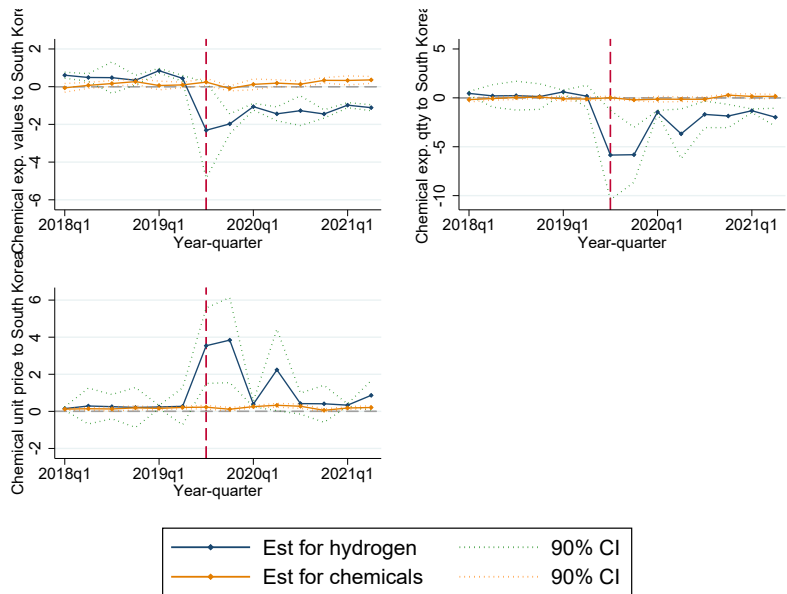 Chemical exp. values to South Kore
2
0
-2
-4
-6
2018q1 2019q1 2020q1 2021q1
Year-quarter
Chemical exp. qtty to South Korea
5
0
-5
-10
2018q1 2019q1 2020q1 2021q1
Year-quarter
Chemical unit price to South Korea
6
4
2
0
-2
2018q1 2019q1 2020q1 2021q1
Year-quarter
Est for hydrogen 90% CI
Est for chemicals 90% CI